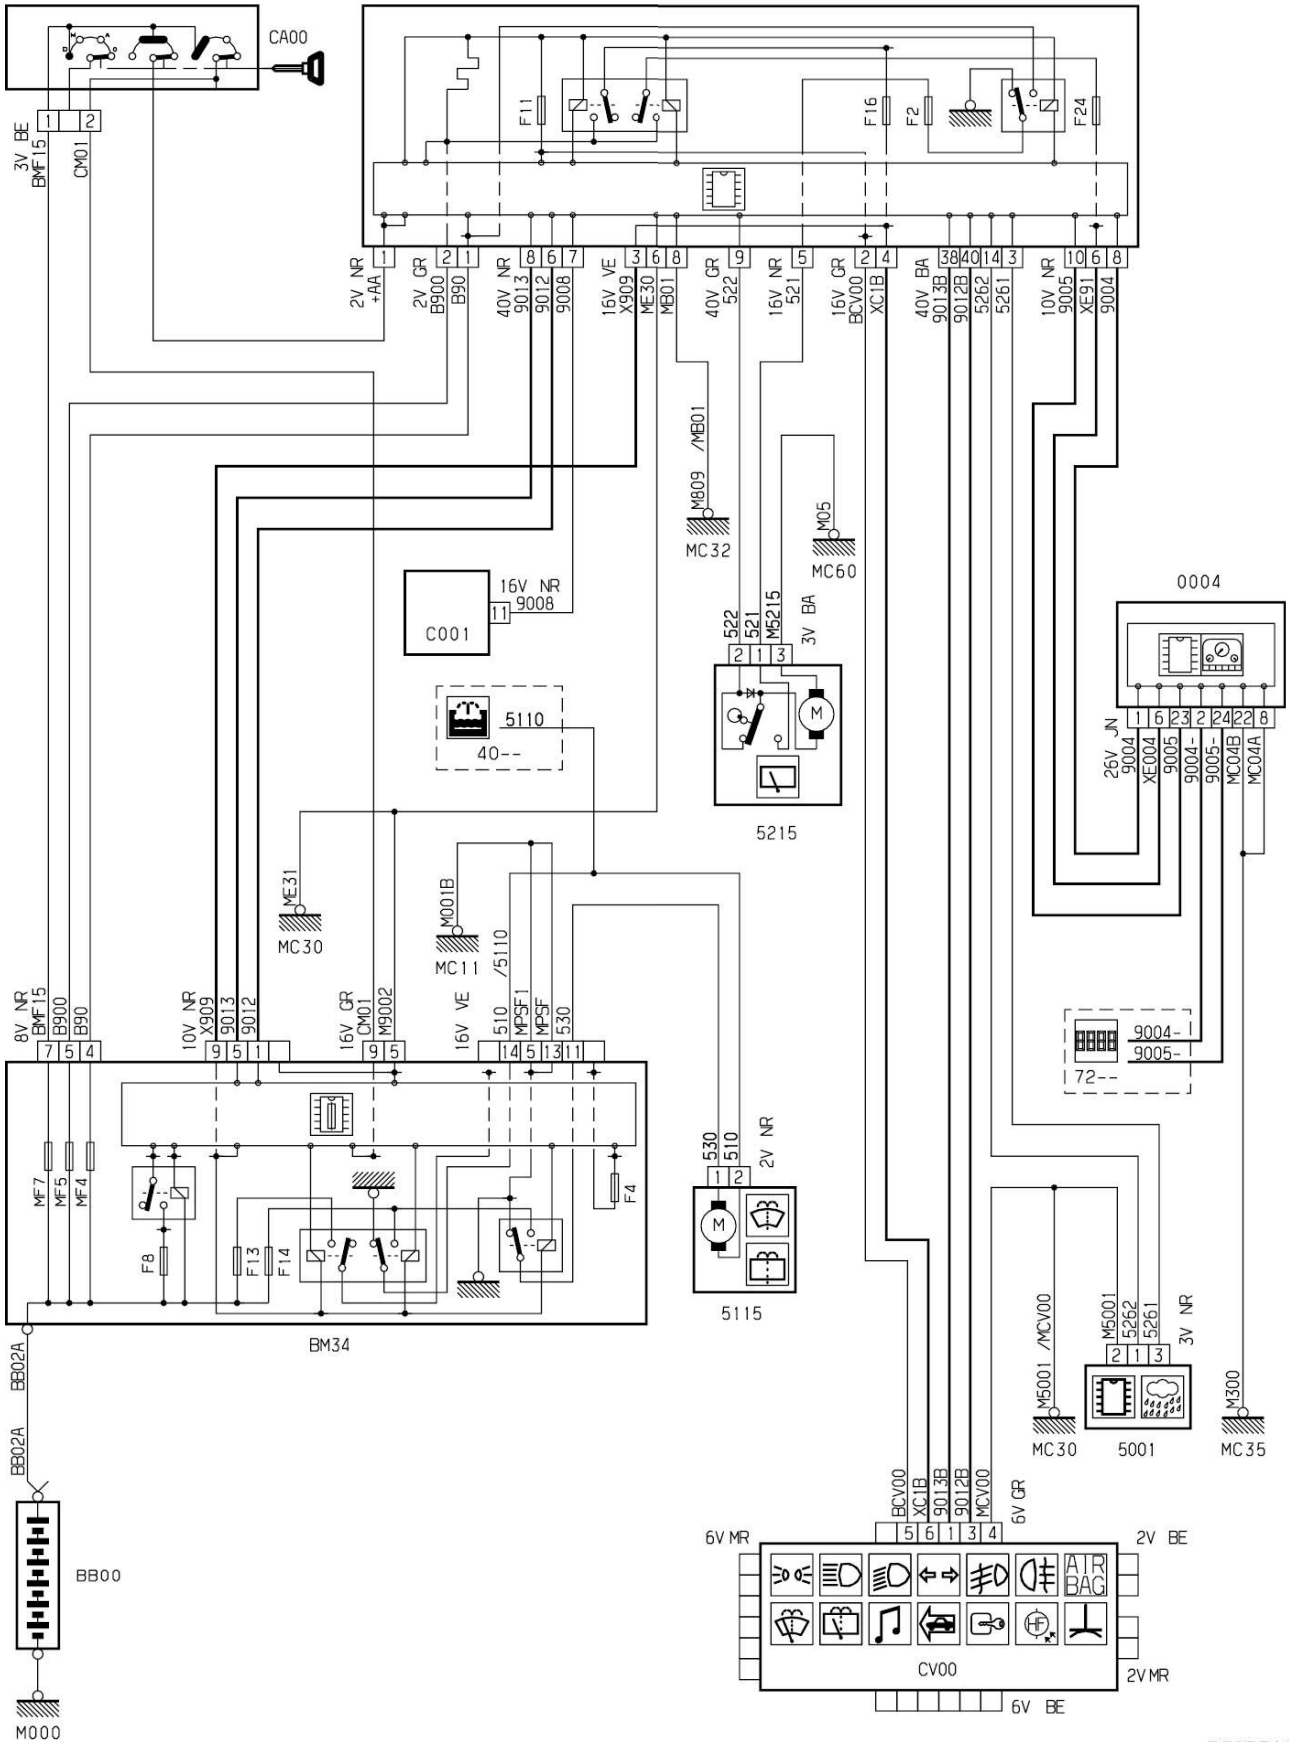 CA00
M
A
D
O
1
2
3V BE
BMF15
CM01
F11
F16
F2
F24
1
2
1
8
6
7
3
6
8
9
5
2
4
38
40
14
3
10
6
8
2V NR
+AA
2V GR
B900
B90
40V NR
9013
9012
9008
16V VE
X909
ME30
MB01
40V GR
522
16V NR
521
16V GR
BCV00
XC1B
40V BA
9013B
9012B
5262
5261
10V NR
9005
XE91
9004
M809 /MB01
MC32
M05
MC60
C001
11
16V NR
9008
5110
40--
522
521
M5215
3V BA
2
1
3
M
5215
0004
1
6
23
2
24
22
8
26V JN
9004
XE004
9005
9004-
9005-
MC04B
MC04A
ME31
MC30
M001B
MC11
9004-
9005-
72--
8V NR
BMF15
B900
B90
10V NR
X909
9013
9012
16V GR
CM01
M9002
16V VE
510 /5110
MPSF1
MPSF
530
7
5
4
9
5
1
9
5
14
5
13
11
MF7
MF5
MF4
F8
F13
F14
F4
BM34
530
510
2V NR
1
2
M
5115
BB02A
BB02A
BB00
M000
M5001 /MCV00
MC30
M5001
5262
5261
3V NR
2
1
3
5001
M300
MC35
BCV00
XC1B
9013B
9012B
MCV00
6V GR
5
6
1
3
4
6V MR
2V BE
AIR
BAG
HF
CV00
2V MR
6V BE